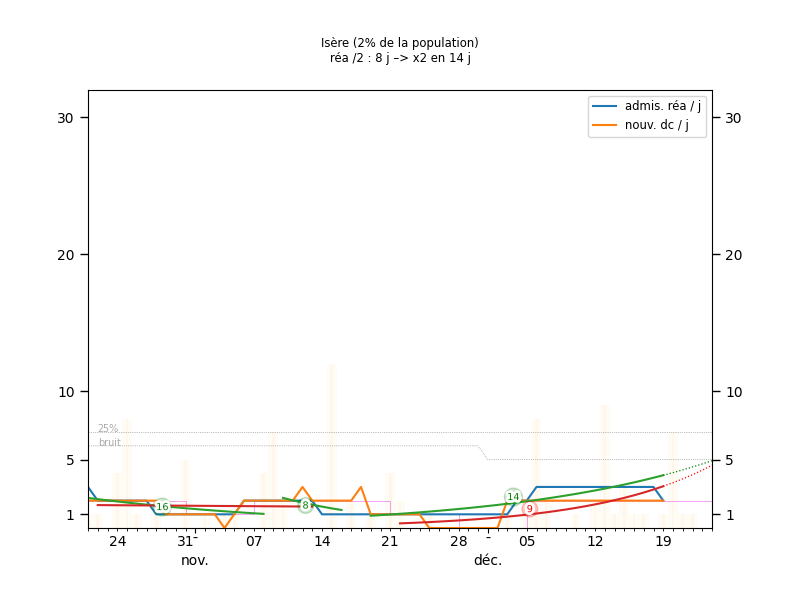 Isère (2% de la population)
réa /2 : 8 j –> x2 en 14 j
admis. réa / j
nouv. dc / j
30 30
20 20
10 10
25%
bruit
5 5
16 8 14 9
1 1
24 31 - 07 14 21 28 - 05 12 19
nov. déc.